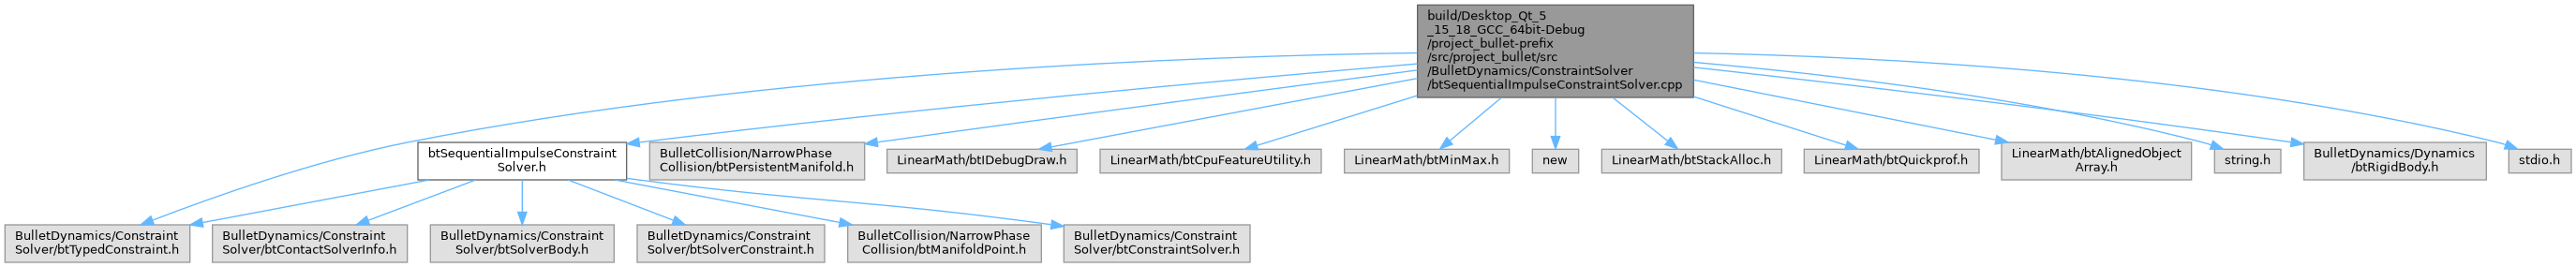 build/Desktop_Qt_5
_15_18_GCC_64bit-Debug
/project_bullet-prefix
/src/project_bullet/src
/BulletDynamics/ConstraintSolver
/btSequentialImpulseConstraintSolver.cpp
btSequentialImpulseConstraint
Solver.h
BulletCollision/NarrowPhase
Collision/btPersistentManifold.h
LinearMath/btIDebugDraw.h
LinearMath/btCpuFeatureUtility.h
LinearMath/btMinMax.h
new
LinearMath/btStackAlloc.h
LinearMath/btQuickprof.h
LinearMath/btAlignedObject
Array.h
string.h
BulletDynamics/Dynamics
/btRigidBody.h
stdio.h
BulletDynamics/Constraint
Solver/btTypedConstraint.h
BulletDynamics/Constraint
Solver/btContactSolverInfo.h
BulletDynamics/Constraint
Solver/btSolverBody.h
BulletDynamics/Constraint
Solver/btSolverConstraint.h
BulletCollision/NarrowPhase
Collision/btManifoldPoint.h
BulletDynamics/Constraint
Solver/btConstraintSolver.h